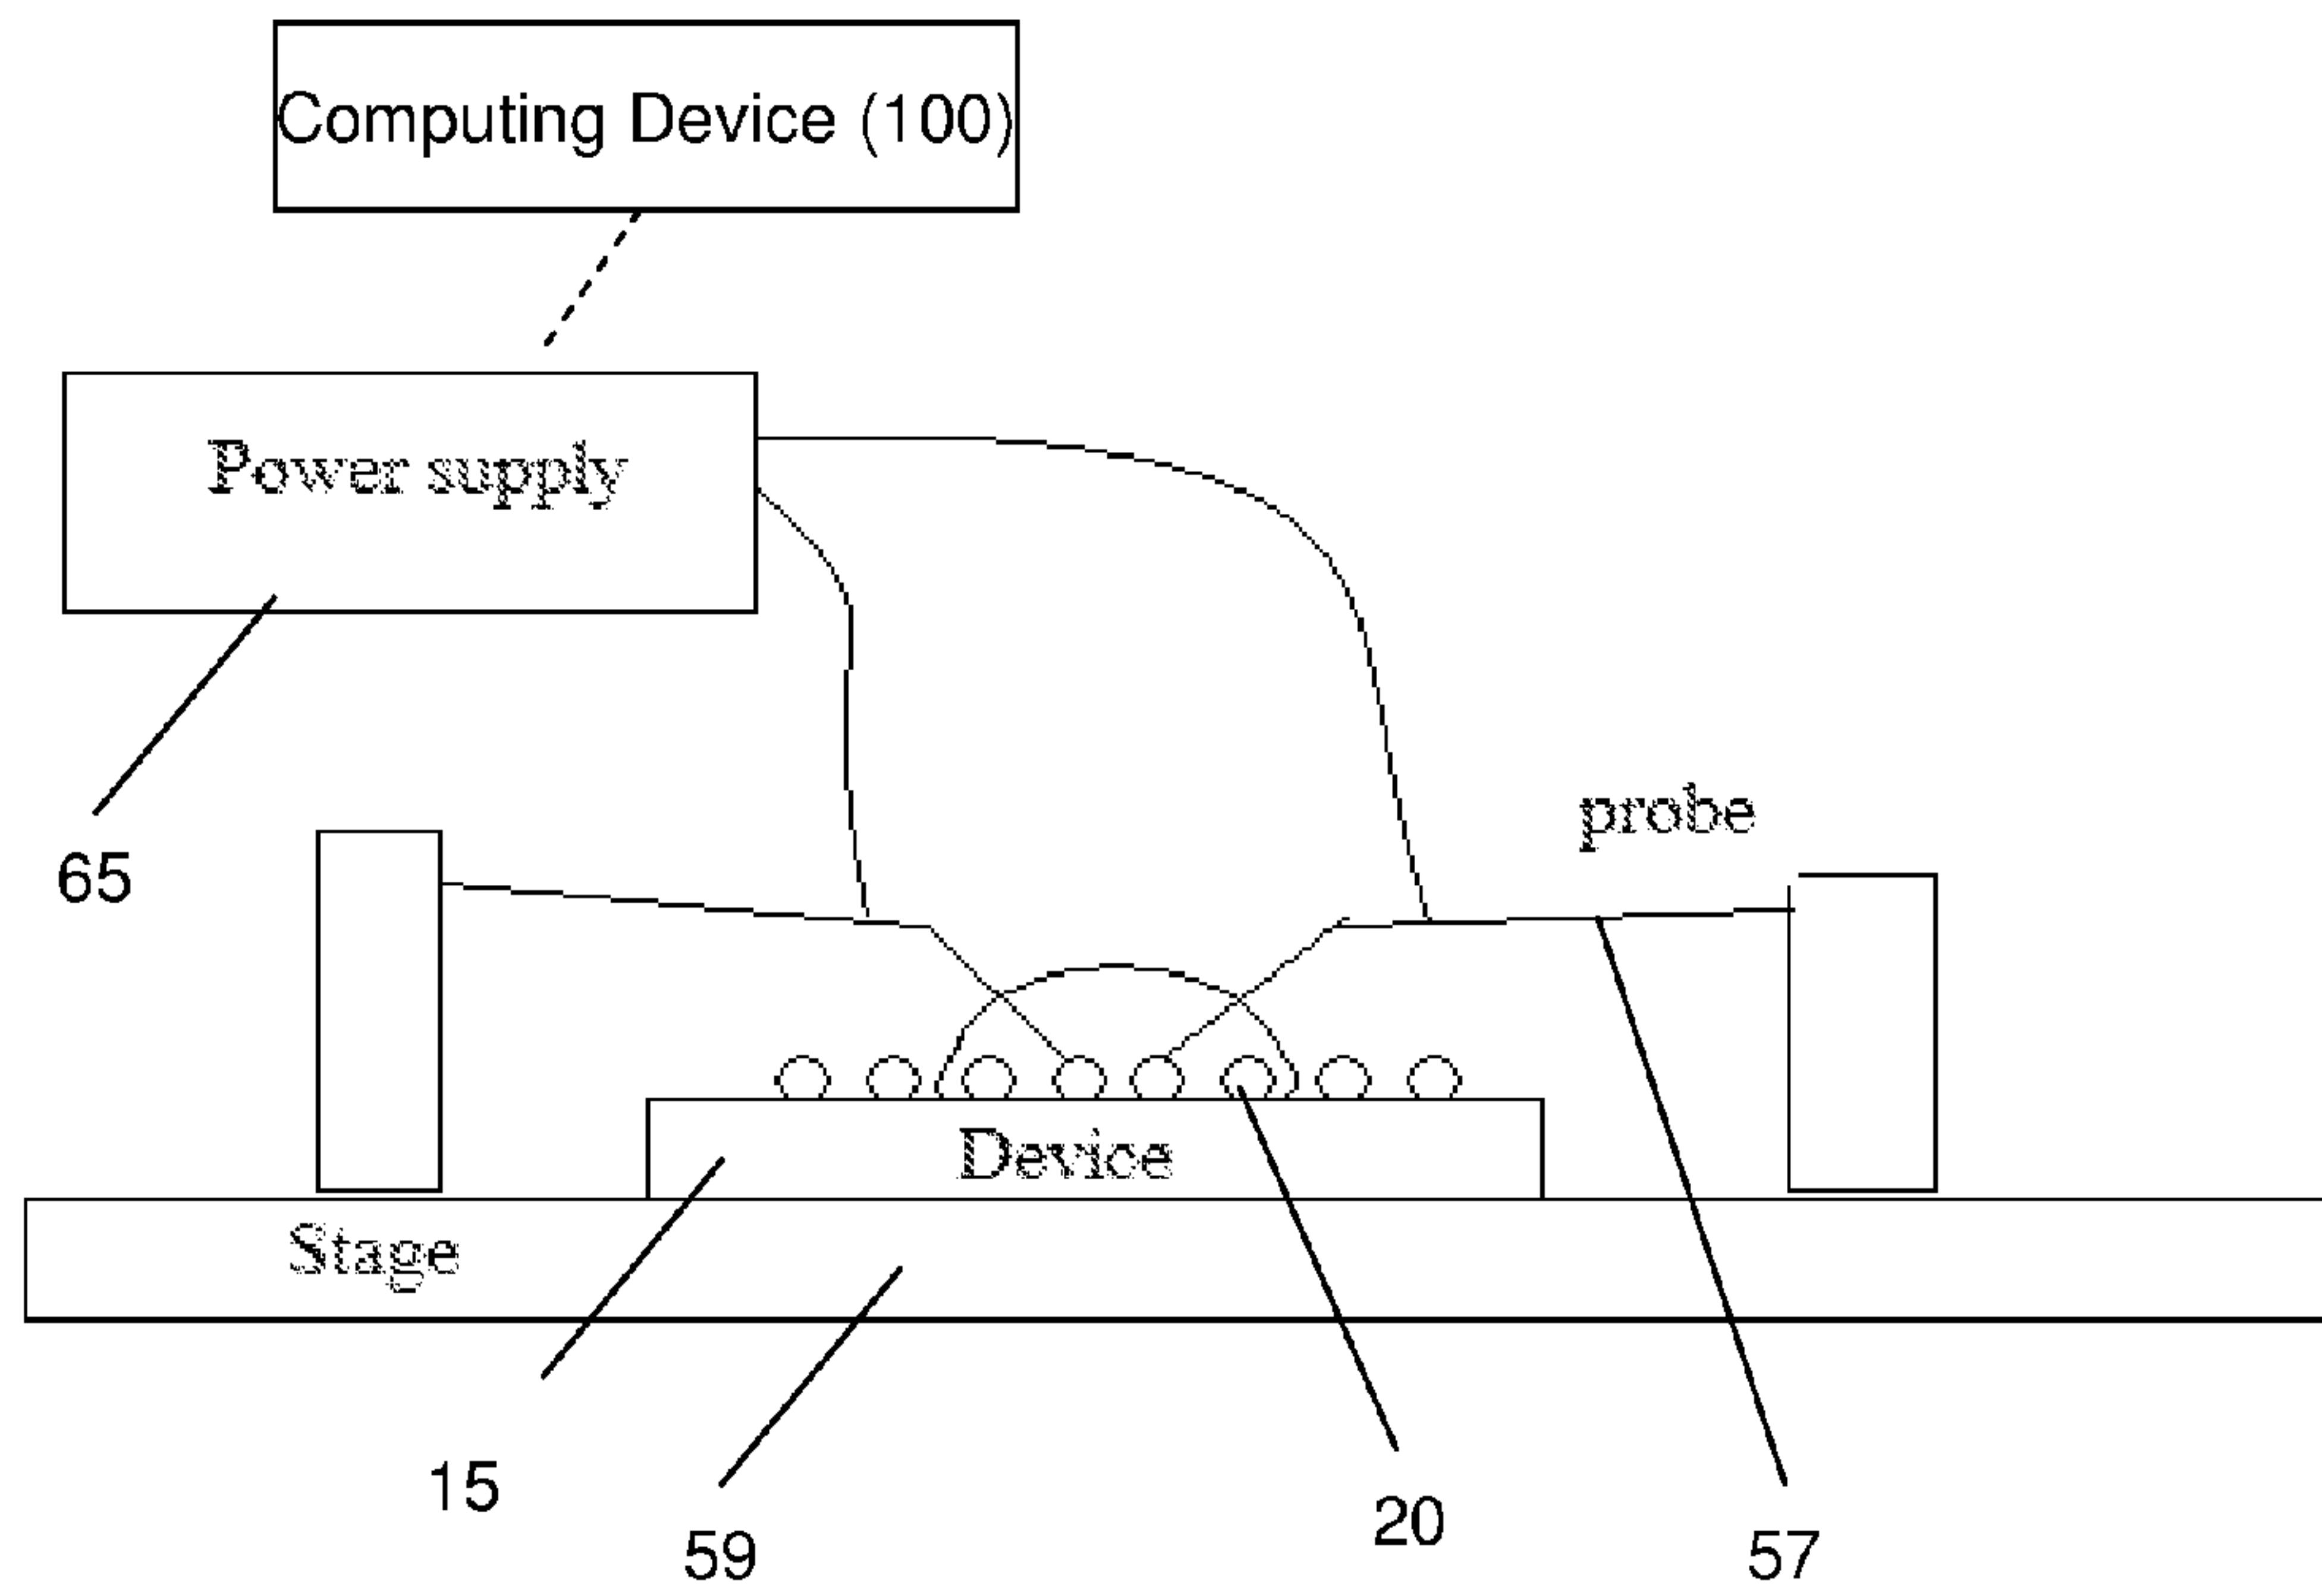 Computing Device (100)
Power supply
65
probe
Device
Stage
15
59
20
57